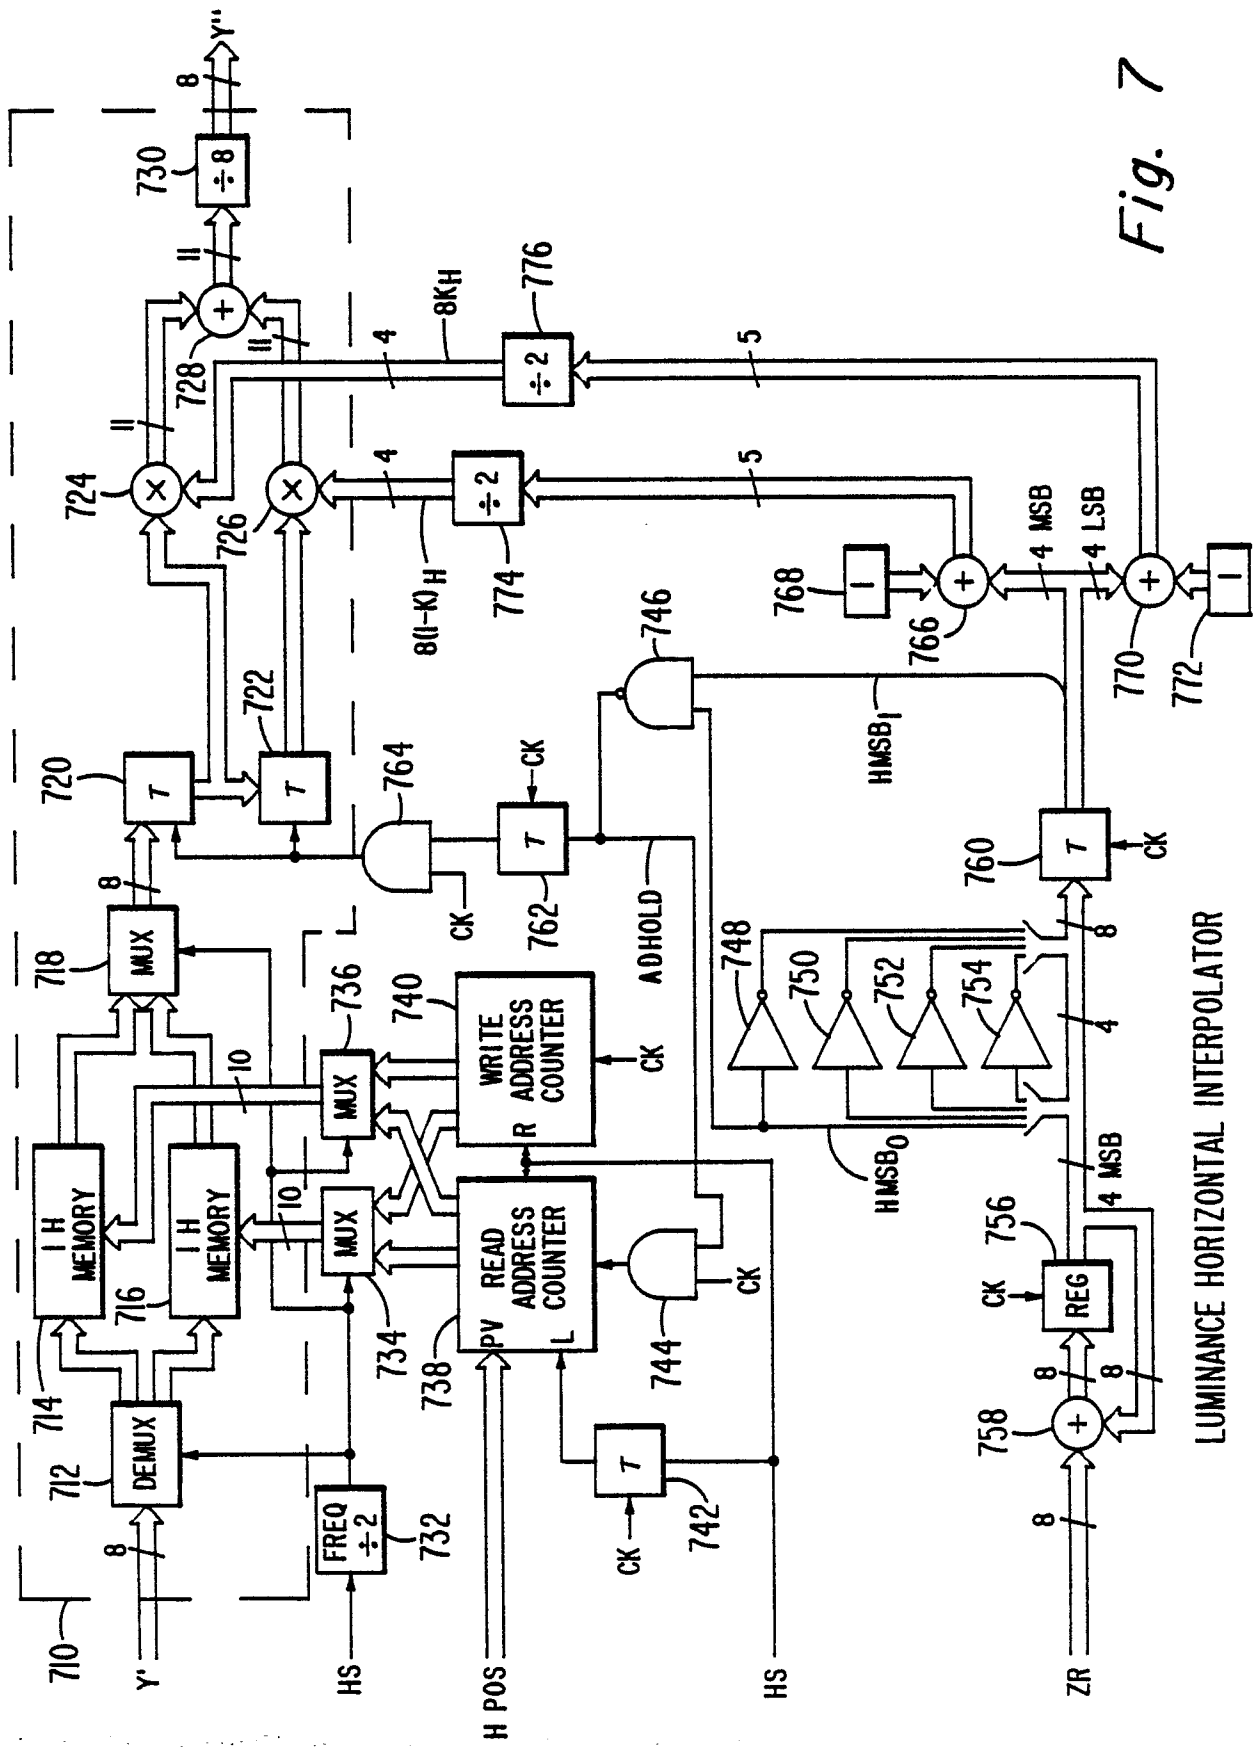 710
Y'
8
712
DEMUX
714
1 H
MEMORY
716
1 H
MEMORY
10
10
718
MUX
8
720
T
722
T
724
×
726
×
11
11
728
+
11
730
÷ 8
8
Y''
HS
FREQ
÷ 2
732
734
MUX
736
MUX
H POS
738
PV
READ
ADDRESS
COUNTER
L
R
740
WRITE
ADDRESS
COUNTER
CK
CK
T
742
744
CK
HS
ADHOLD
CK
764
762
T
CK
746
8(1-K)H
4
774
÷ 2
5
8KH
4
776
÷ 2
5
ZR
8
758
+
8
8
CK
756
REG
4 MSB
HMSB0
748
750
752
754
4
8
760
T
CK
HMSB1
766
+
768
1
4 MSB
4 LSB
770
+
772
1
LUMINANCE HORIZONTAL INTERPOLATOR
Fig. 7